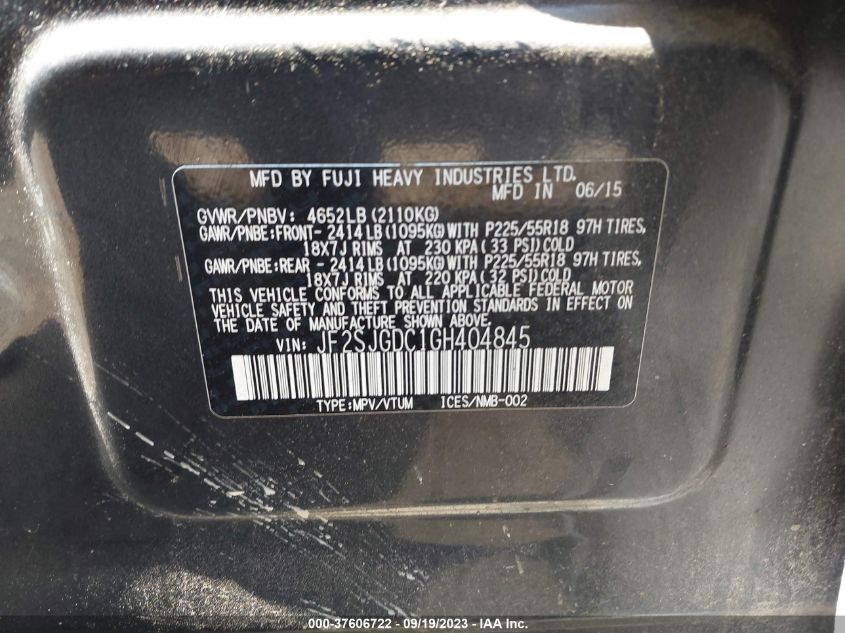 MFD BY FUJI HEAVY INDUSTRIES LTD.
MFD IN 06/15
GVWR/PNBV: 4652LB (2110KG)
GAWR/PNBE:FRONT- 2414LB (1095KG) WITH P225/55R18 97H TIRES,
18X7J RIMS AT 230 KPA (33 PSI) COLD
GAWR/PNBE:REAR - 2414LB (1095KG) WITH P225/55R18 97H TIRES,
18X7J RIMS AT 220 KPA (32 PSI) COLD
THIS VEHICLE CONFORMS TO ALL APPLICABLE FEDERAL MOTOR
VEHICLE SAFETY AND THEFT PREVENTION STANDARDS IN EFFECT ON
THE DATE OF MANUFACTURE SHOWN ABOVE.
VIN: JF2SJGDC1GH404845
TYPE:MPV/VTUM ICES/NMB-002
000-37606722 - 09/19/2023 - IAAI.com